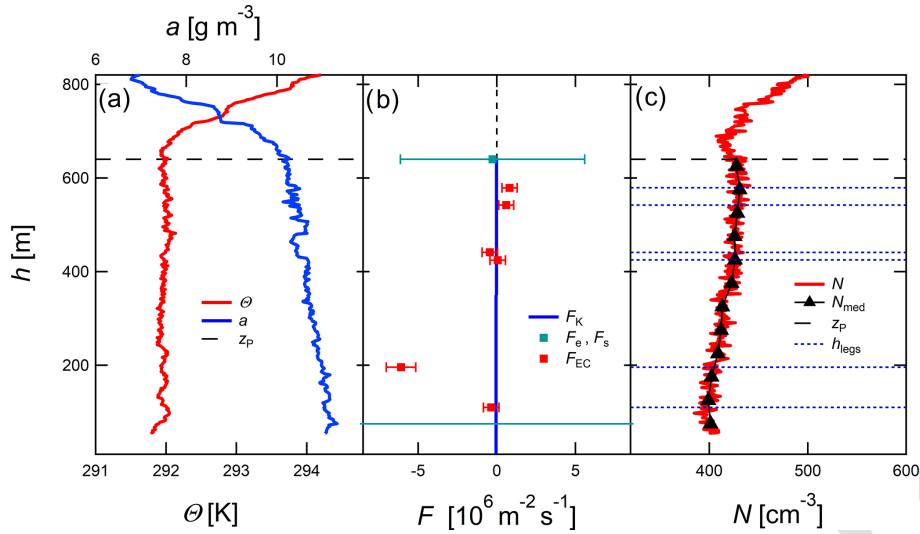 a [g m⁻³]
6 8 10
800
600
400
200
h [m]
(a)
Θ
a
z_P
291 292 293 294
Θ [K]
(b)
F_K
F_e , F_s
F_EC
-5 0 5
F [10⁶ m⁻² s⁻¹]
(c)
N
N_med
z_P
h_legs
400 500 600
N [cm⁻³]